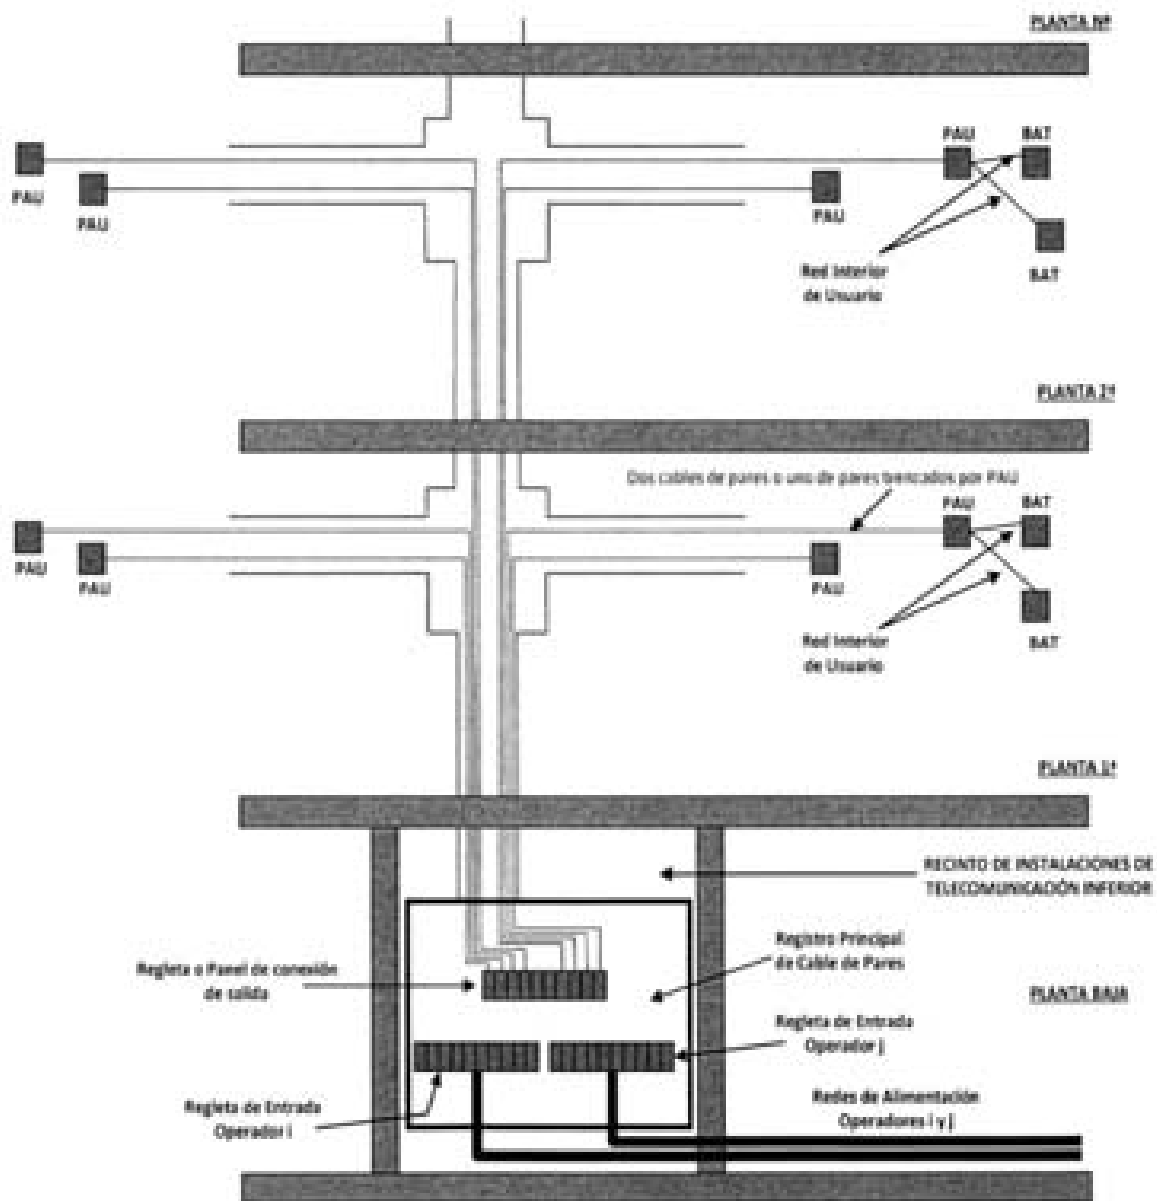 PLANTA Nª
PAU
BAT
PAU
PAU
PAU
BAT
Red Interior
de Usuario
PLANTA 2ª
Dos cables de pares o uno de pares trenzados por PAU
PAU
BAT
PAU
PAU
PAU
BAT
Red Interior
de Usuario
PLANTA 1ª
RECINTO DE INSTALACIONES DE
TELECOMUNICACIÓN INFERIOR
Registro Principal
de Cable de Pares
Regleta o Panel de conexión
de salida
PLANTA BAJA
Regleta de Entrada
Operador j
Redes de Alimentación
Operadores i y j
Regleta de Entrada
Operador i